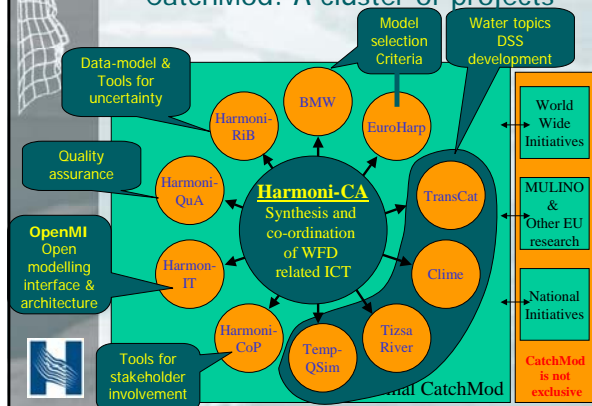 CatchMod: A cluster of projects
Model
selection
Criteria
Water topics
DSS
development
Data-model &
Tools for
uncertainty
BMW
Harmoni-
RiB
EuroHarp
World
Wide
Initiatives
Quality
assurance
Harmoni-
QuA
Harmoni-CA
Synthesis and
co-ordination
of WFD
related ICT
TransCat
MULINO
&
Other EU
research
OpenMI
Open
modelling
interface &
architecture
Harmon-
IT
Clime
National
Initiatives
Harmoni-
CoP
Temp-
QSim
Tizsa
River
Tools for
stakeholder
involvement
CatchMod
CatchMod
is not
exclusive